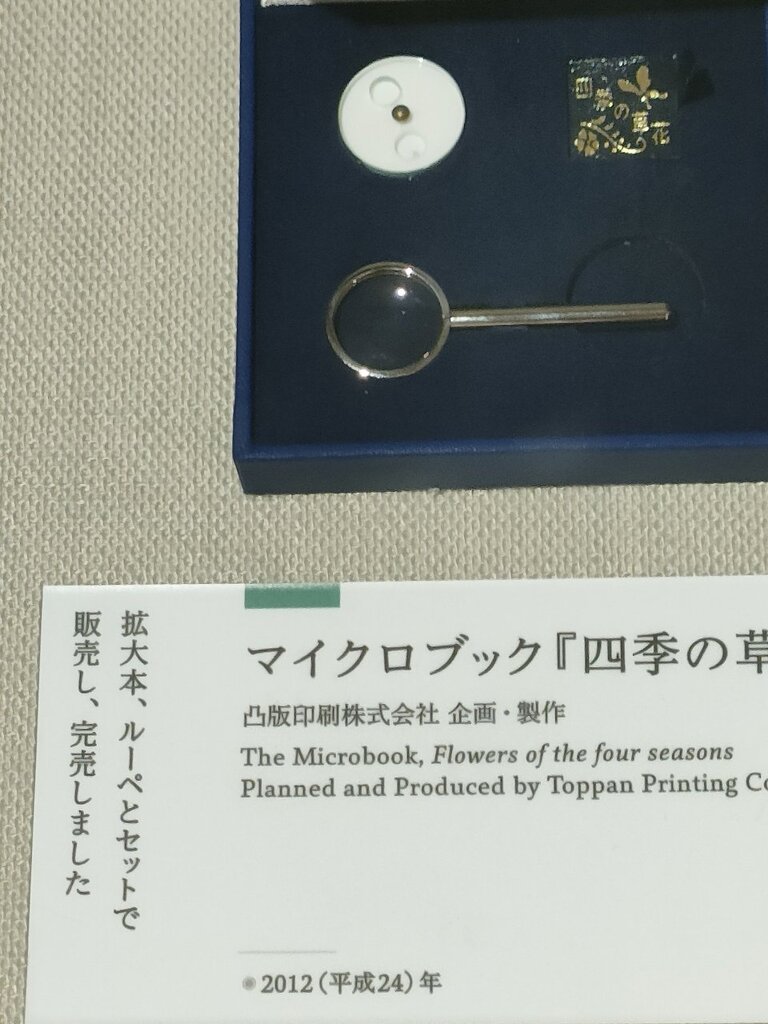 四季の草花
拡大本、ルーペとセットで
販売し、完売しました
マイクロブック『四季の草
凸版印刷株式会社 企画・製作
The Microbook, Flowers of the four seasons
Planned and Produced by Toppan Printing Co
2012（平成24）年